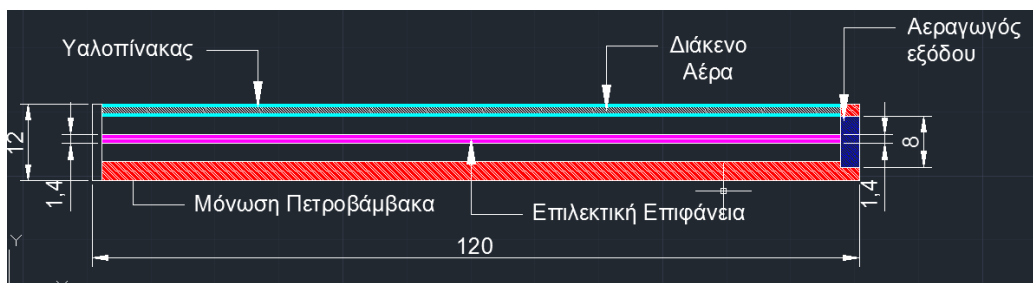 Υαλοπίνακας
Διάκενο
Αέρα
Αεραγωγός
εξόδου
12
1,4
8
1,4
Μόνωση Πετροβάμβακα
Επιλεκτική Επιφάνεια
120
Y